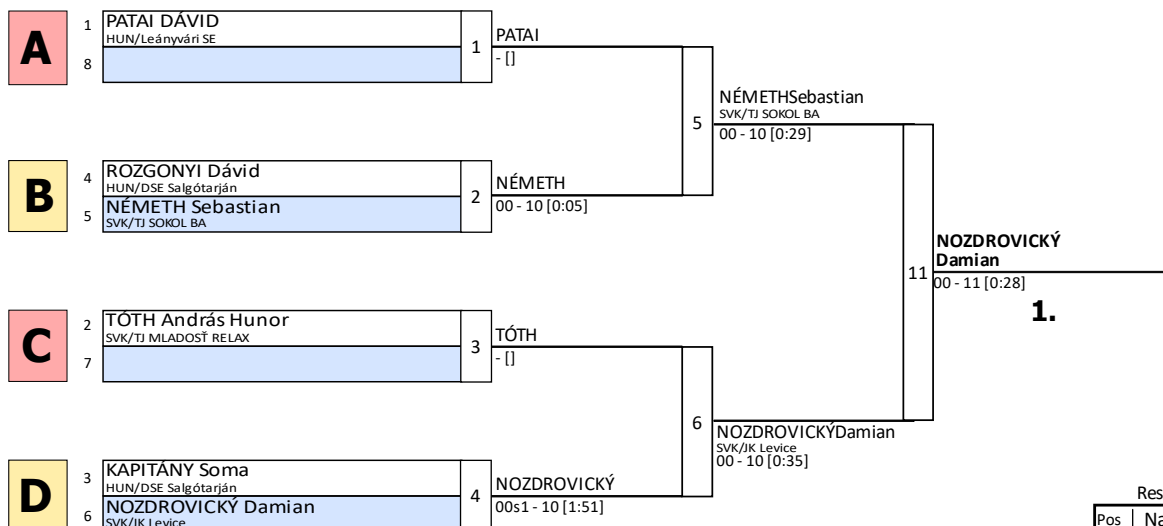 A
1
PATAI DÁVID
HUN/Leányvári SE
8
1
PATAI
- []
5
NÉMETHSebastian
SVK/TJ SOKOL BA
00 - 10 [0:29]
B
4
ROZGONYI Dávid
HUN/DSE Salgótarján
5
NÉMETH Sebastian
SVK/TJ SOKOL BA
2
NÉMETH
00 - 10 [0:05]
11
NOZDROVICKÝ
Damian
00 - 11 [0:28]
1.
C
2
TÓTH András Hunor
SVK/TJ MLADOSŤ RELAX
7
3
TÓTH
- []
6
NOZDROVICKÝDamian
SVK/JK Levice
00 - 10 [0:35]
D
3
KAPITÁNY Soma
HUN/DSE Salgótarján
6
NOZDROVICKÝ Damian
SVK/JK Levice
4
NOZDROVICKÝ
00s1 - 10 [1:51]
Res
Pos Na